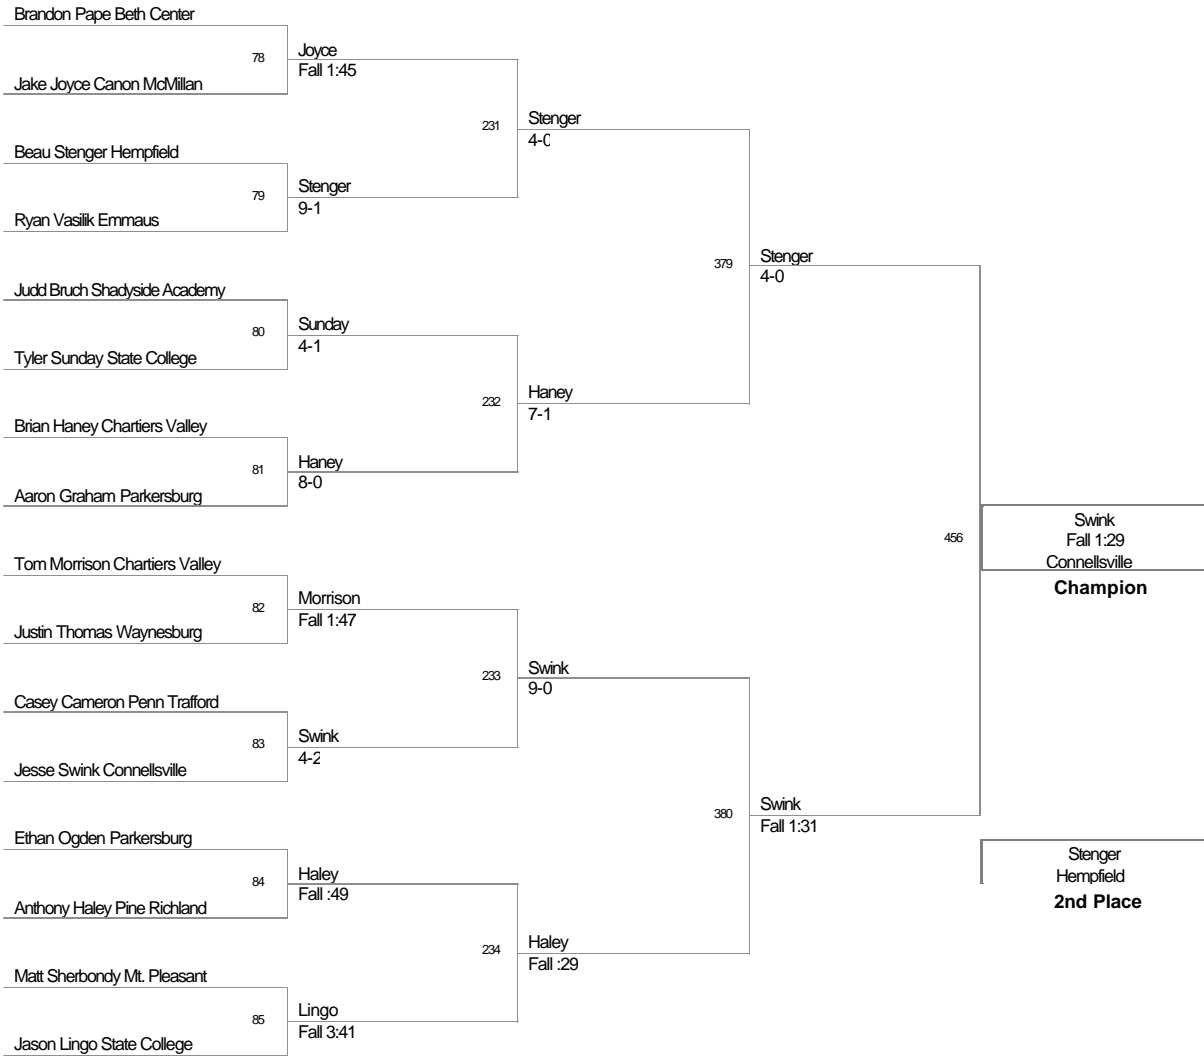 Brandon Pape Beth Center
78
Joyce
Fall 1:45
Jake Joyce Canon McMillan
231
Stenger
4-0
Beau Stenger Hempfield
79
Stenger
9-1
Ryan Vasilik Emmaus
379
Stenger
4-0
Judd Bruch Shadyside Academy
80
Sunday
4-1
Tyler Sunday State College
232
Haney
7-1
Brian Haney Chartiers Valley
81
Haney
8-0
Aaron Graham Parkersburg
456
Swink
Fall 1:29
Connellsville
Champion
Tom Morrison Chartiers Valley
82
Morrison
Fall 1:47
Justin Thomas Waynesburg
233
Swink
9-0
Casey Cameron Penn Trafford
83
Swink
4-2
Jesse Swink Connellsville
380
Swink
Fall 1:31
Ethan Ogden Parkersburg
84
Haley
Fall :49
Anthony Haley Pine Richland
234
Haley
Fall :29
Matt Sherbondy Mt. Pleasant
85
Lingo
Fall 3:41
Jason Lingo State College
Stenger
Hempfield
2nd Place